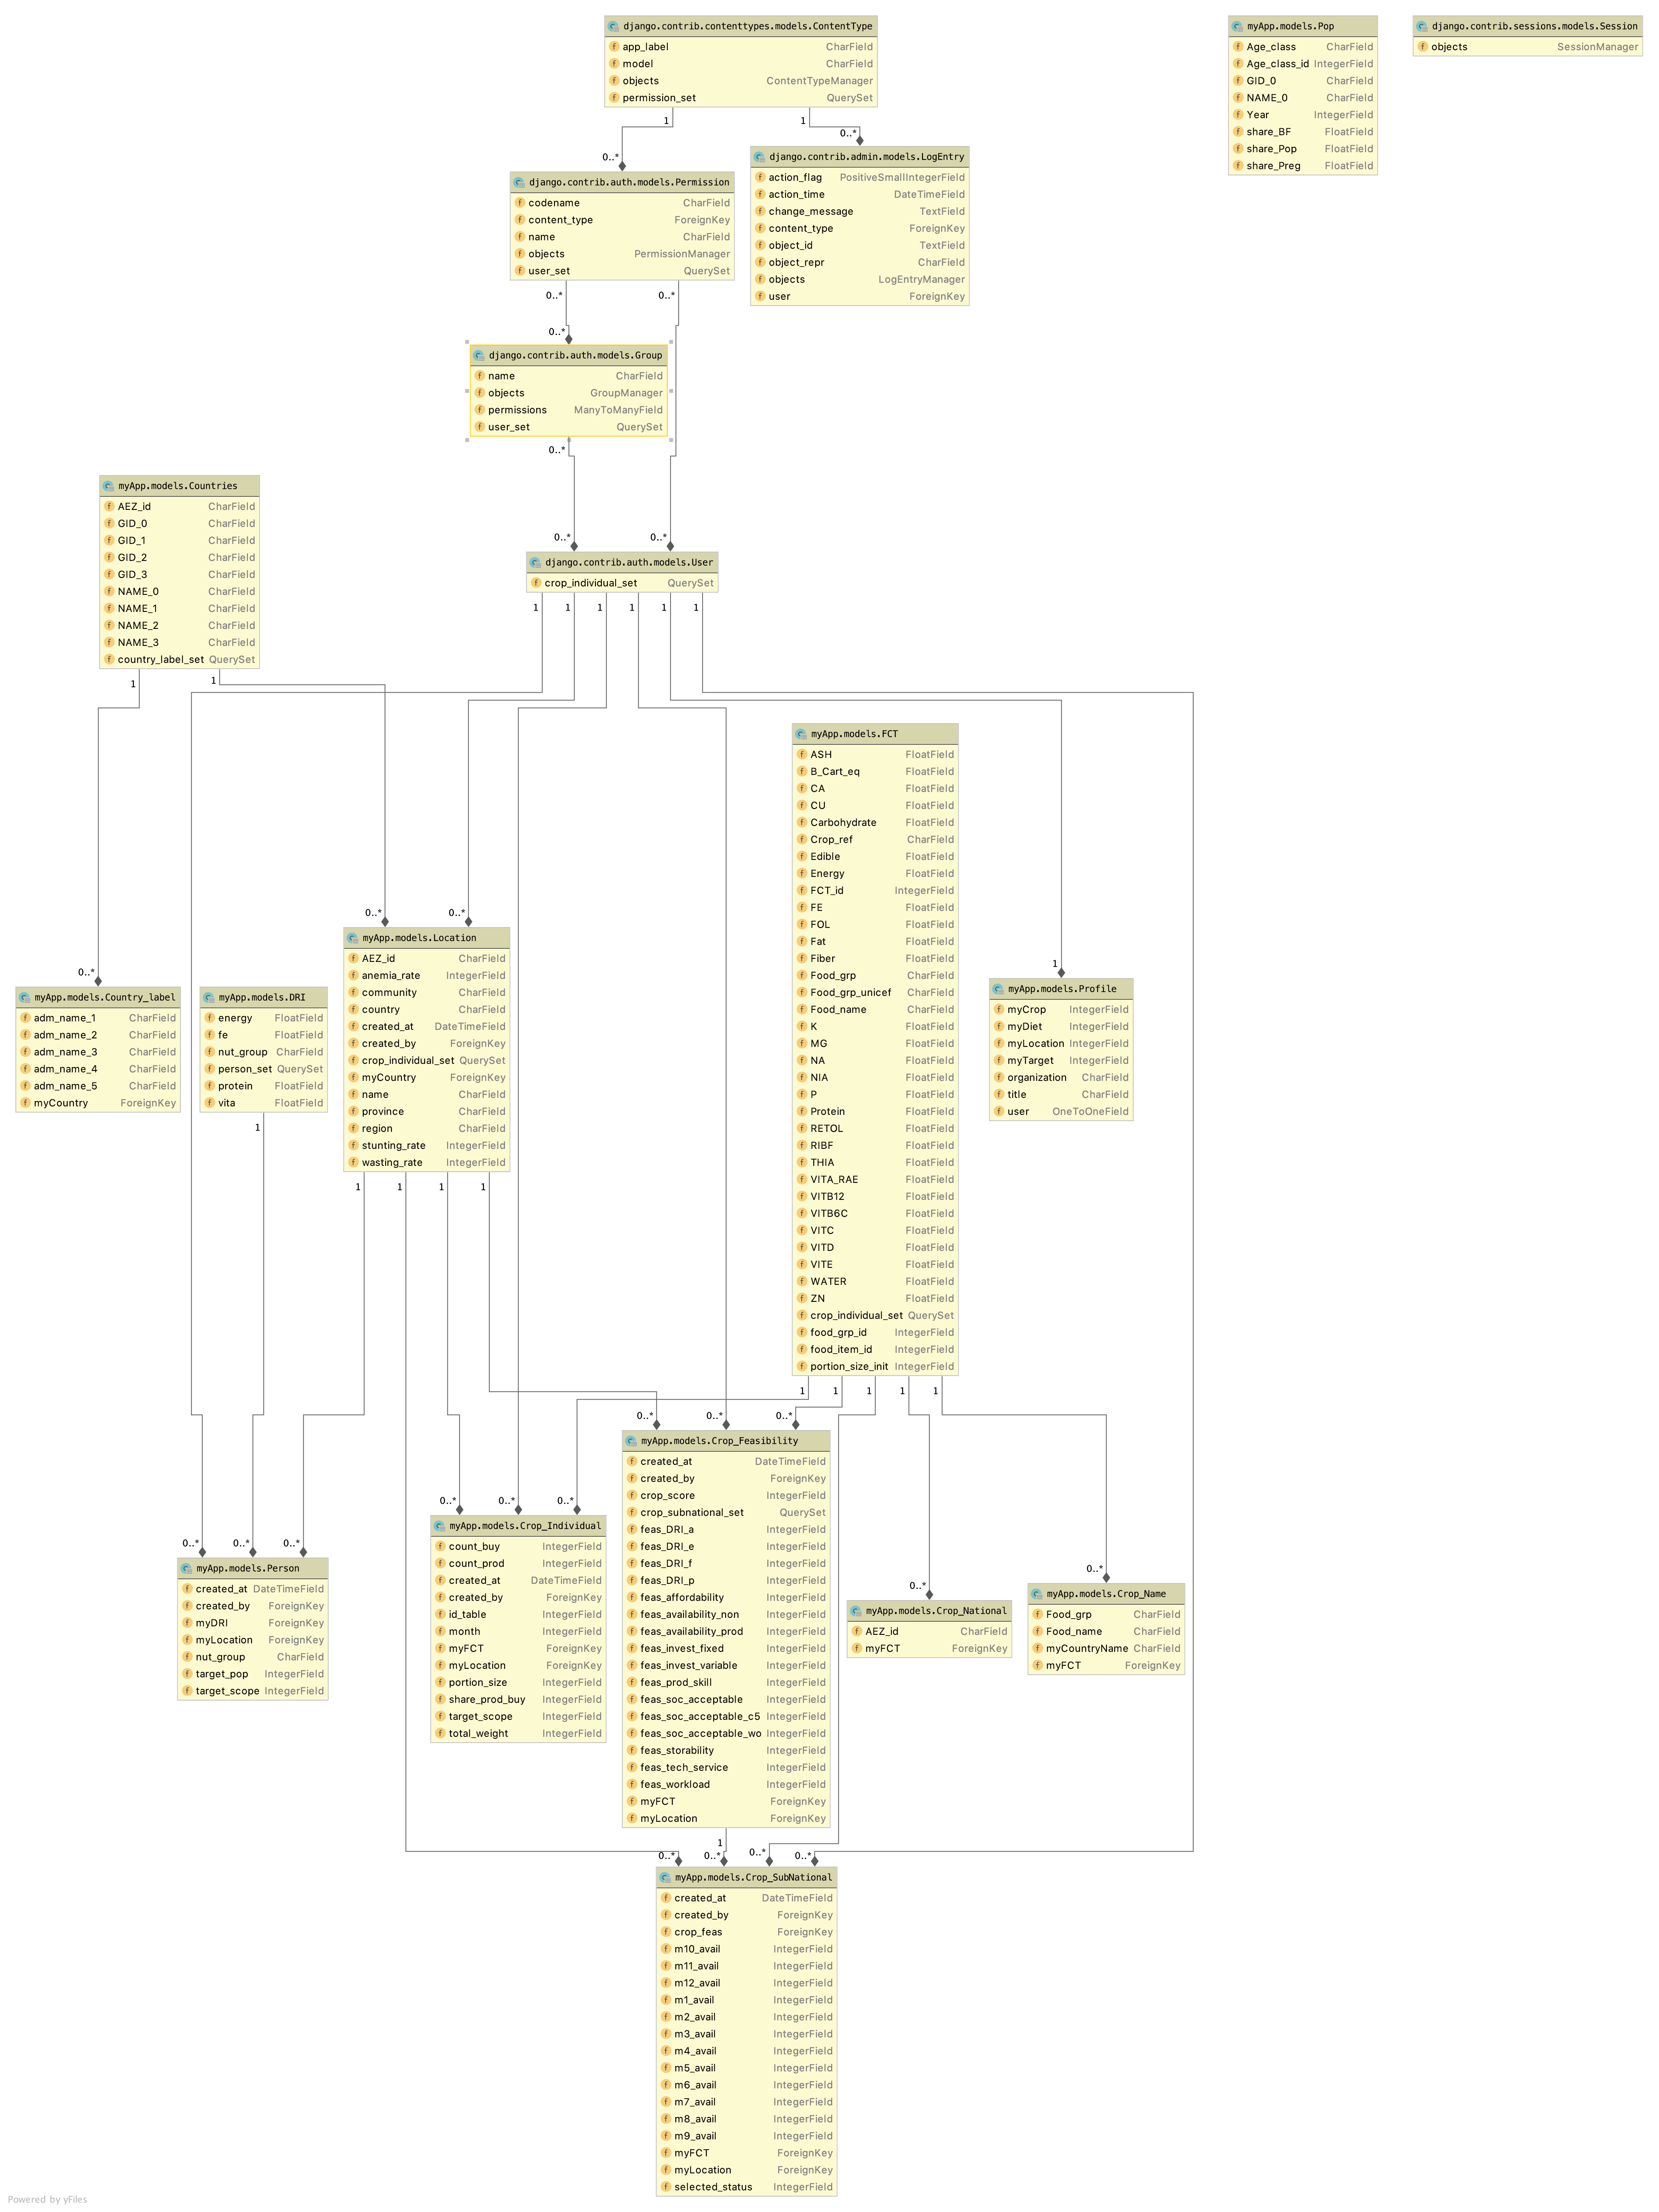 django.contrib.contenttypes.models.ContentType
app_label CharField
model CharField
objects ContentTypeManager
permission_set QuerySet
myApp.models.Pop
Age_class CharField
Age_class_id IntegerField
GID_0 CharField
NAME_0 CharField
Year IntegerField
share_BF FloatField
share_Pop FloatField
share_Preg FloatField
django.contrib.sessions.models.Session
objects SessionManager
1
1
0..*
0..*
django.contrib.admin.models.LogEntry
action_flag PositiveSmallIntegerField
action_time DateTimeField
change_message TextField
content_type ForeignKey
object_id TextField
object_repr CharField
objects LogEntryManager
user ForeignKey
django.contrib.auth.models.Permission
codename CharField
content_type ForeignKey
name CharField
objects PermissionManager
user_set QuerySet
0..*
0..*
0..*
django.contrib.auth.models.Group
name CharField
objects GroupManager
permissions ManyToManyField
user_set QuerySet
0..*
0..*
0..*
myApp.models.Countries
AEZ_id CharField
GID_0 CharField
GID_1 CharField
GID_2 CharField
GID_3 CharField
NAME_0 CharField
NAME_1 CharField
NAME_2 CharField
NAME_3 CharField
country_label_set QuerySet
1
1
django.contrib.auth.models.User
crop_individual_set QuerySet
1
1
1
1
1
1
myApp.models.FCT
ASH FloatField
B_Cart_eq FloatField
CA FloatField
CU FloatField
Carbohydrate FloatField
Crop_ref CharField
Edible FloatField
Energy FloatField
FCT_id IntegerField
FE FloatField
FOL FloatField
Fat FloatField
Fiber FloatField
Food_grp CharField
Food_grp_unicef CharField
Food_name CharField
K FloatField
MG FloatField
NA FloatField
NIA FloatField
P FloatField
Protein FloatField
RETOL FloatField
RIBF FloatField
THIA FloatField
VITA_RAE FloatField
VITB12 FloatField
VITB6C FloatField
VITC FloatField
VITD FloatField
VITE FloatField
WATER FloatField
ZN FloatField
crop_individual_set QuerySet
food_grp_id IntegerField
food_item_id IntegerField
portion_size_init IntegerField
1
1
1
1
1
0..*
0..*
myApp.models.Location
AEZ_id CharField
anemia_rate IntegerField
community CharField
country CharField
created_at DateTimeField
created_by ForeignKey
crop_individual_set QuerySet
myCountry ForeignKey
name CharField
province CharField
region CharField
stunting_rate IntegerField
wasting_rate IntegerField
1
1
1
1
0..*
myApp.models.Country_label
adm_name_1 CharField
adm_name_2 CharField
adm_name_3 CharField
adm_name_4 CharField
adm_name_5 CharField
myCountry ForeignKey
myApp.models.DRI
energy FloatField
fe FloatField
nut_group CharField
person_set QuerySet
protein FloatField
vita FloatField
1
1
myApp.models.Profile
myCrop IntegerField
myDiet IntegerField
myLocation IntegerField
myTarget IntegerField
organization CharField
title CharField
user OneToOneField
0..*
0..*
0..*
myApp.models.Person
created_at DateTimeField
created_by ForeignKey
myDRI ForeignKey
myLocation ForeignKey
nut_group CharField
target_pop IntegerField
target_scope IntegerField
0..*
0..*
0..*
myApp.models.Crop_Individual
count_buy IntegerField
count_prod IntegerField
created_at DateTimeField
created_by ForeignKey
id_table IntegerField
month IntegerField
myFCT ForeignKey
myLocation ForeignKey
portion_size IntegerField
share_prod_buy IntegerField
target_scope IntegerField
total_weight IntegerField
0..*
0..*
0..*
myApp.models.Crop_Feasibility
created_at DateTimeField
created_by ForeignKey
crop_score IntegerField
crop_subnational_set QuerySet
feas_DRI_a IntegerField
feas_DRI_e IntegerField
feas_DRI_f IntegerField
feas_DRI_p IntegerField
feas_affordability IntegerField
feas_availability_non IntegerField
feas_availability_prod IntegerField
feas_invest_fixed IntegerField
feas_invest_variable IntegerField
feas_prod_skill IntegerField
feas_soc_acceptable IntegerField
feas_soc_acceptable_c5 IntegerField
feas_soc_acceptable_wo IntegerField
feas_storability IntegerField
feas_tech_service IntegerField
feas_workload IntegerField
myFCT ForeignKey
myLocation ForeignKey
0..*
myApp.models.Crop_National
AEZ_id CharField
myFCT ForeignKey
0..*
myApp.models.Crop_Name
Food_grp CharField
Food_name CharField
myCountryName CharField
myFCT ForeignKey
1
0..*
0..*
0..*
0..*
myApp.models.Crop_SubNational
created_at DateTimeField
created_by ForeignKey
crop_feas ForeignKey
m10_avail IntegerField
m11_avail IntegerField
m12_avail IntegerField
m1_avail IntegerField
m2_avail IntegerField
m3_avail IntegerField
m4_avail IntegerField
m5_avail IntegerField
m6_avail IntegerField
m7_avail IntegerField
m8_avail IntegerField
m9_avail IntegerField
myFCT ForeignKey
myLocation ForeignKey
selected_status IntegerField
Powered by yFiles